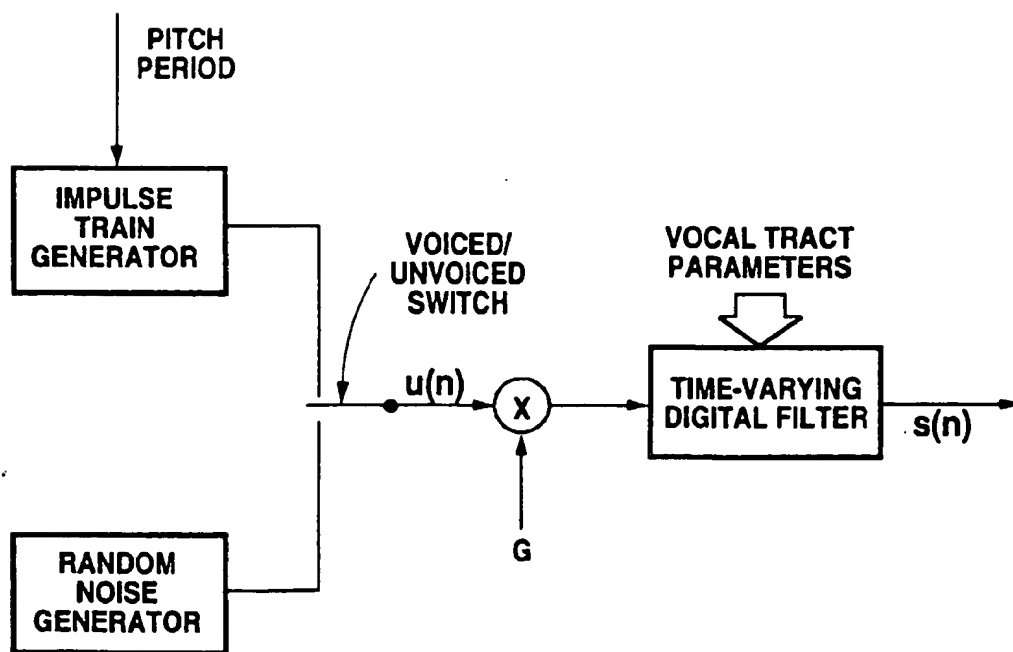 PITCH
PERIOD
IMPULSE
TRAIN
GENERATOR
VOICED/
UNVOICED
SWITCH
VOCAL TRACT
PARAMETERS
u(n)
X
TIME-VARYING
DIGITAL FILTER
s(n)
G
RANDOM
NOISE
GENERATOR